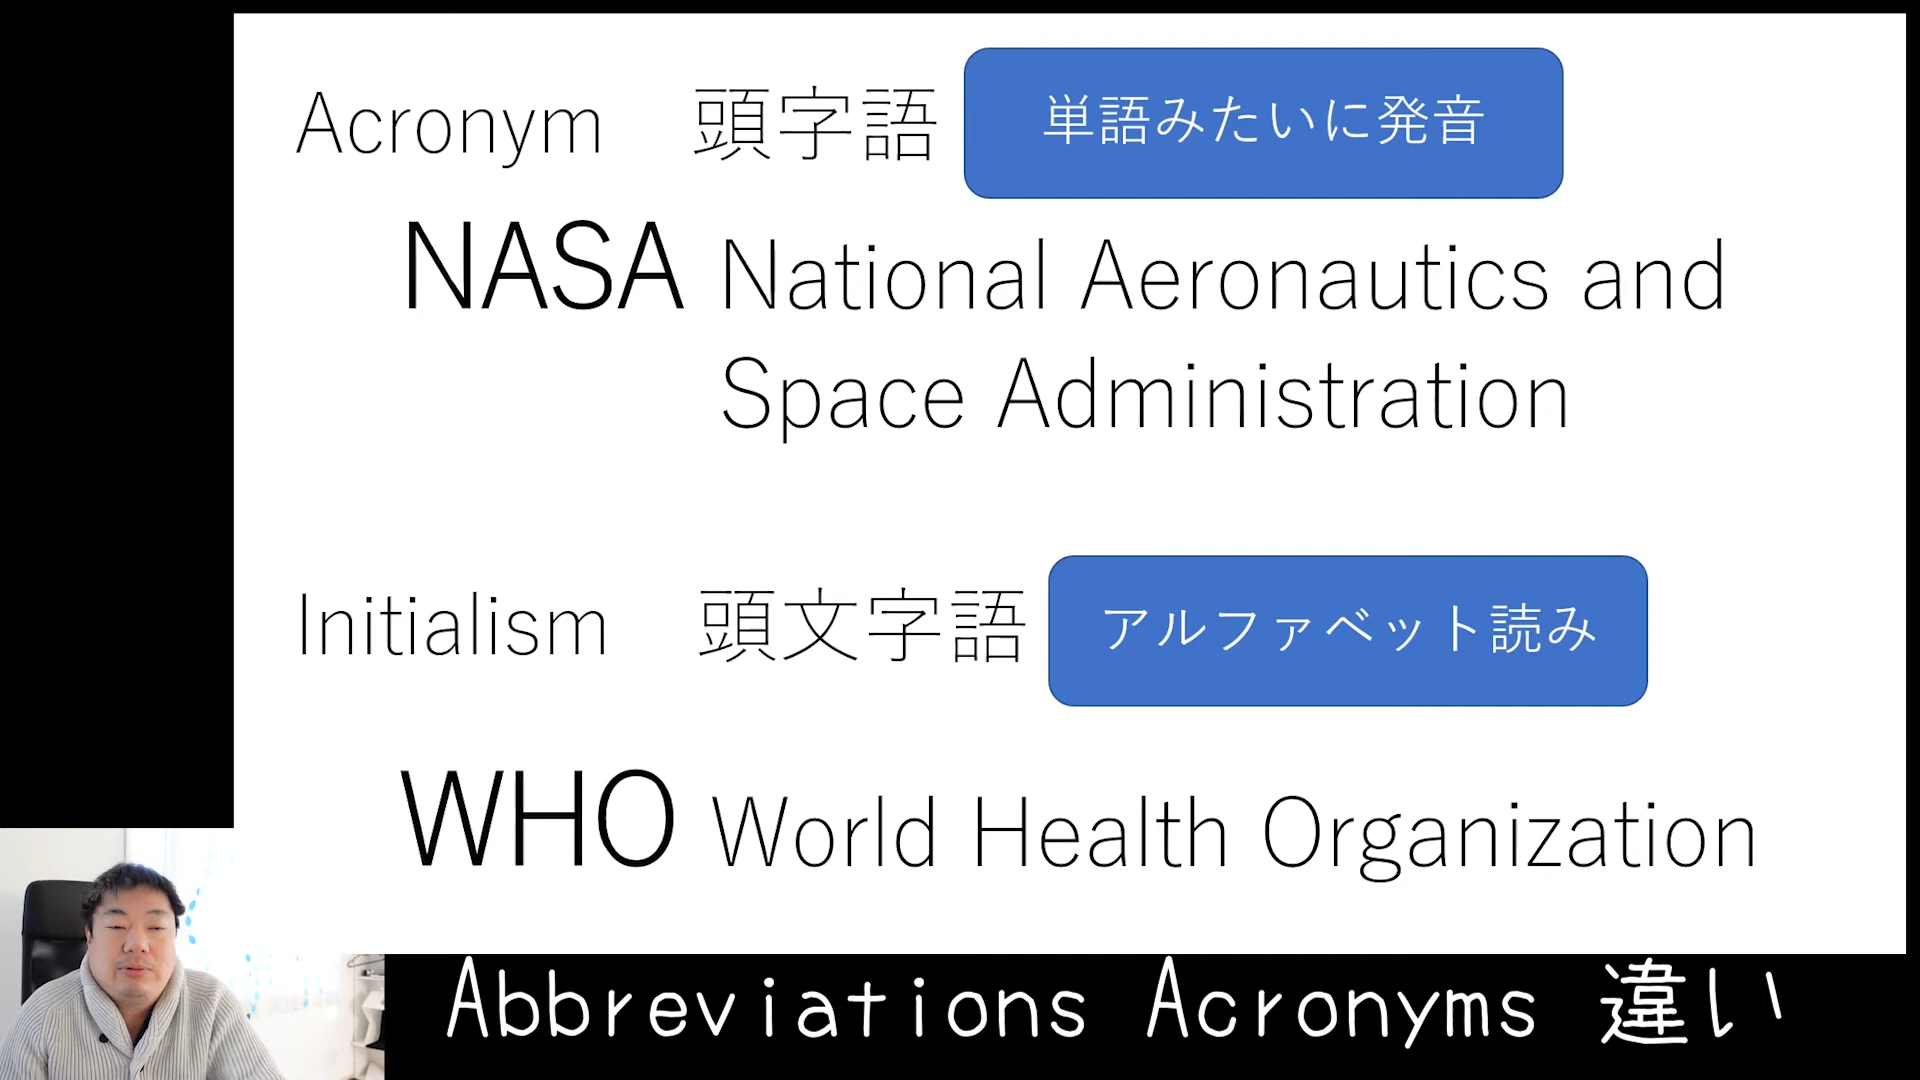 Acronym 頭字語 単語みたいに発音
NASA National Aeronautics and
Space Administration
Initialism 頭文字語 アルファベット読み
WHO World Health Organization
Abbreviations Acronyms 違い